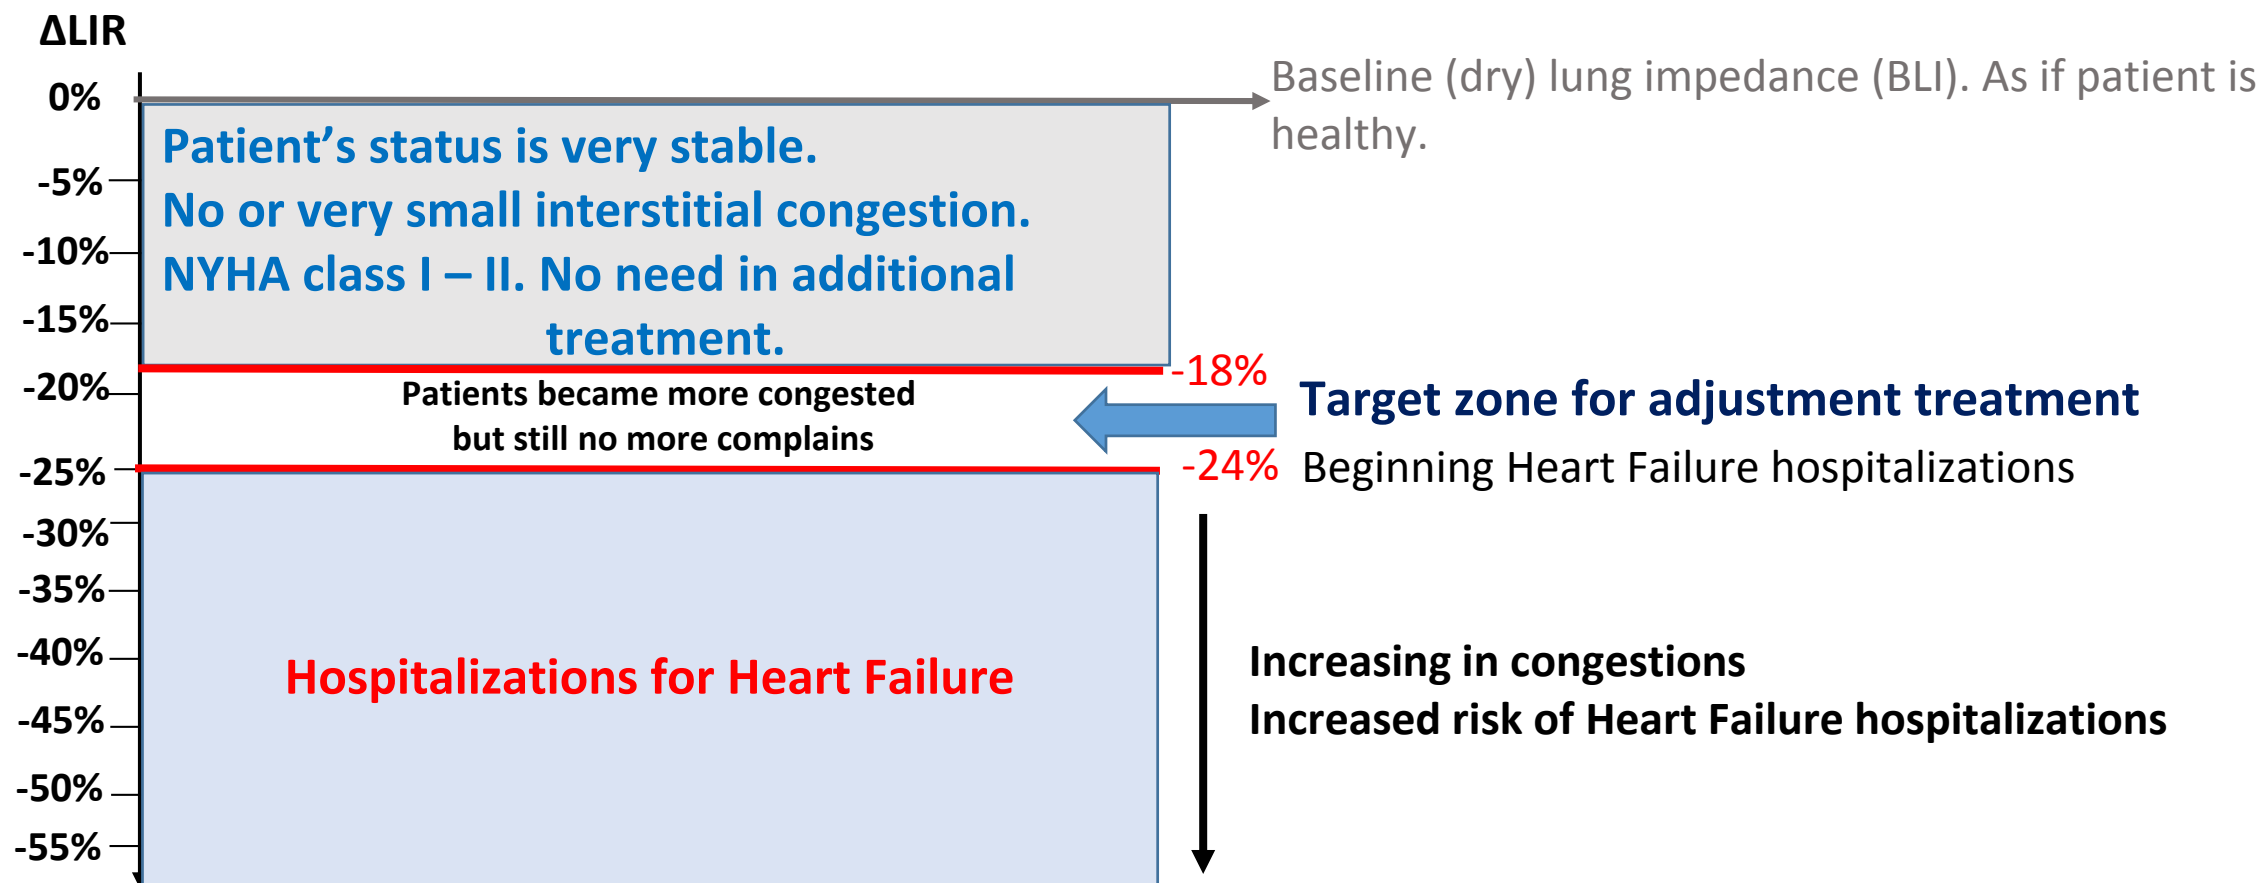 ΔLIR
0%
Baseline (dry) lung impedance (BLI). As if patient is
healthy.
Patient’s status is very stable.
-5%
No or very small interstitial congestion.
-10%
NYHA class I – II. No need in additional
-15%
treatment.
-18%
-20%
Patients became more congested
but still no more complains
Target zone for adjustment treatment
-25%
-24%
Beginning Heart Failure hospitalizations
-30%
-35%
-40%
Hospitalizations for Heart Failure
Increasing in congestions
Increased risk of Heart Failure hospitalizations
-45%
-50%
-55%